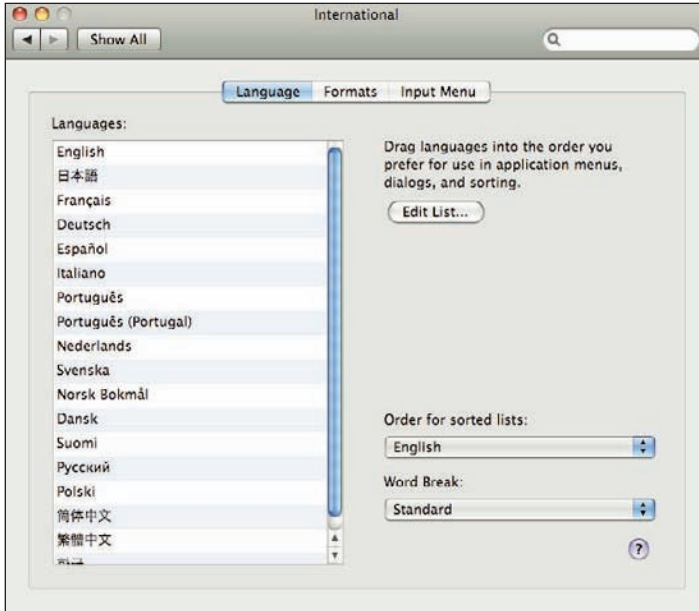 International
Show All
Language Formats Input Menu
Languages:
English
日本語
Français
Deutsch
Español
Italiano
Português
Português (Portugal)
Nederlands
Svenska
Norsk Bokmål
Dansk
Suomi
Русский
Polski
简体中文
繁體中文
Drag languages into the order you
prefer for use in application menus,
dialogs, and sorting.
Edit List...
Order for sorted lists:
English
Word Break:
Standard
?